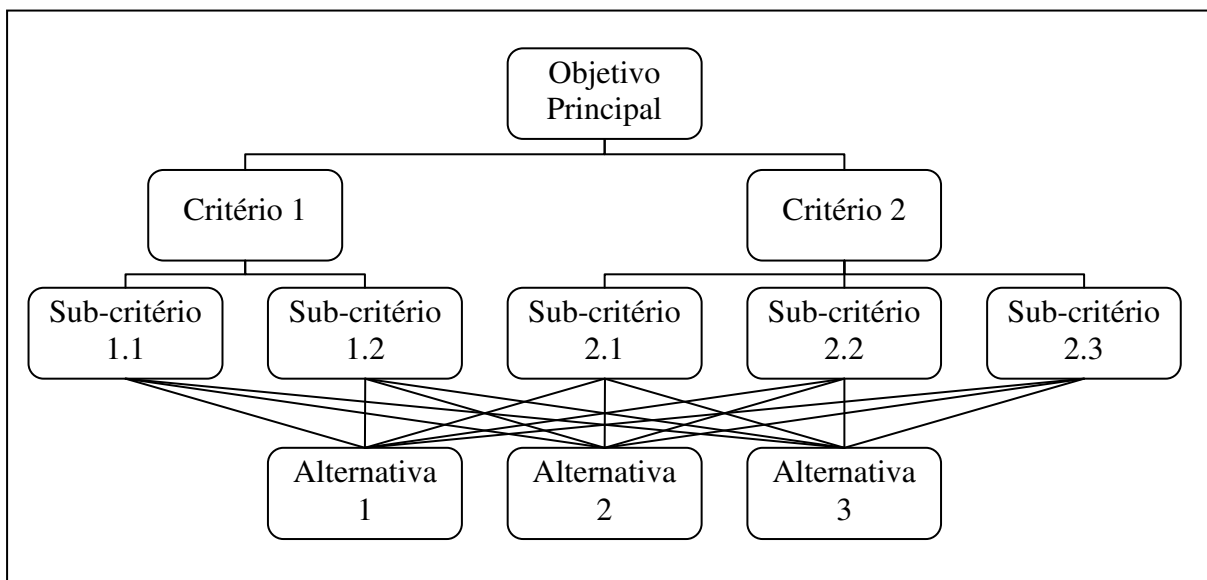 Objetivo
Principal
Critério 1
Critério 2
Sub-critério
1.1
Sub-critério
1.2
Sub-critério
2.1
Sub-critério
2.2
Sub-critério
2.3
Alternativa
1
Alternativa
2
Alternativa
3